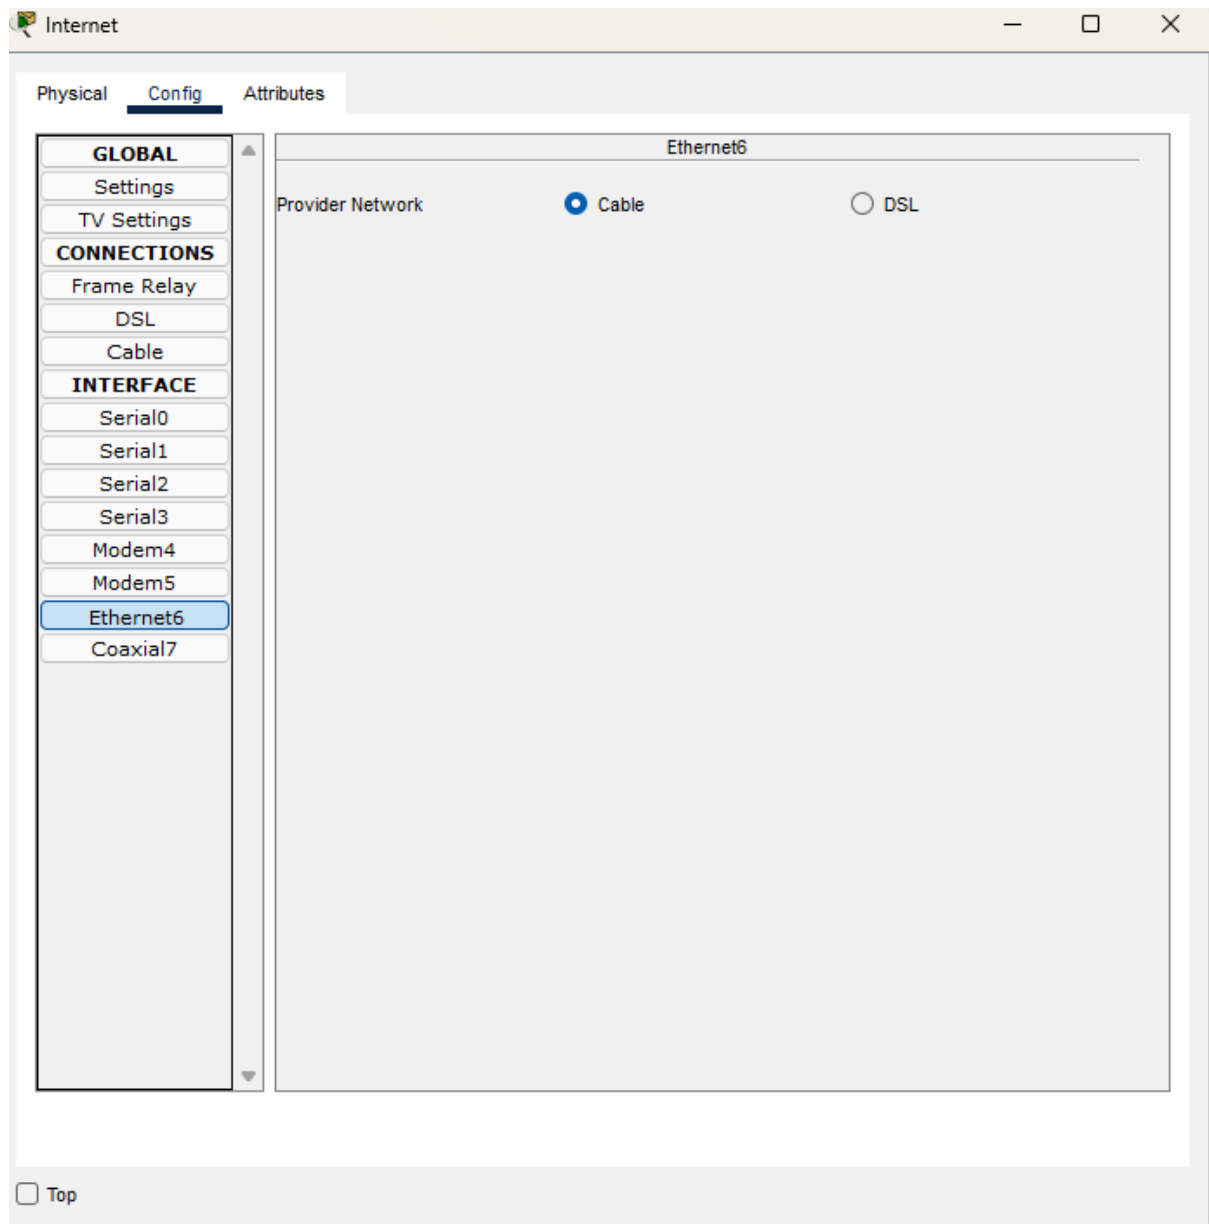 Internet
Physical Config Attributes
GLOBAL
Settings
TV Settings
CONNECTIONS
Frame Relay
DSL
Cable
INTERFACE
Serial0
Serial1
Serial2
Serial3
Modem4
Modem5
Ethernet6
Coaxial7
Ethernet6
Provider Network Cable DSL
Top